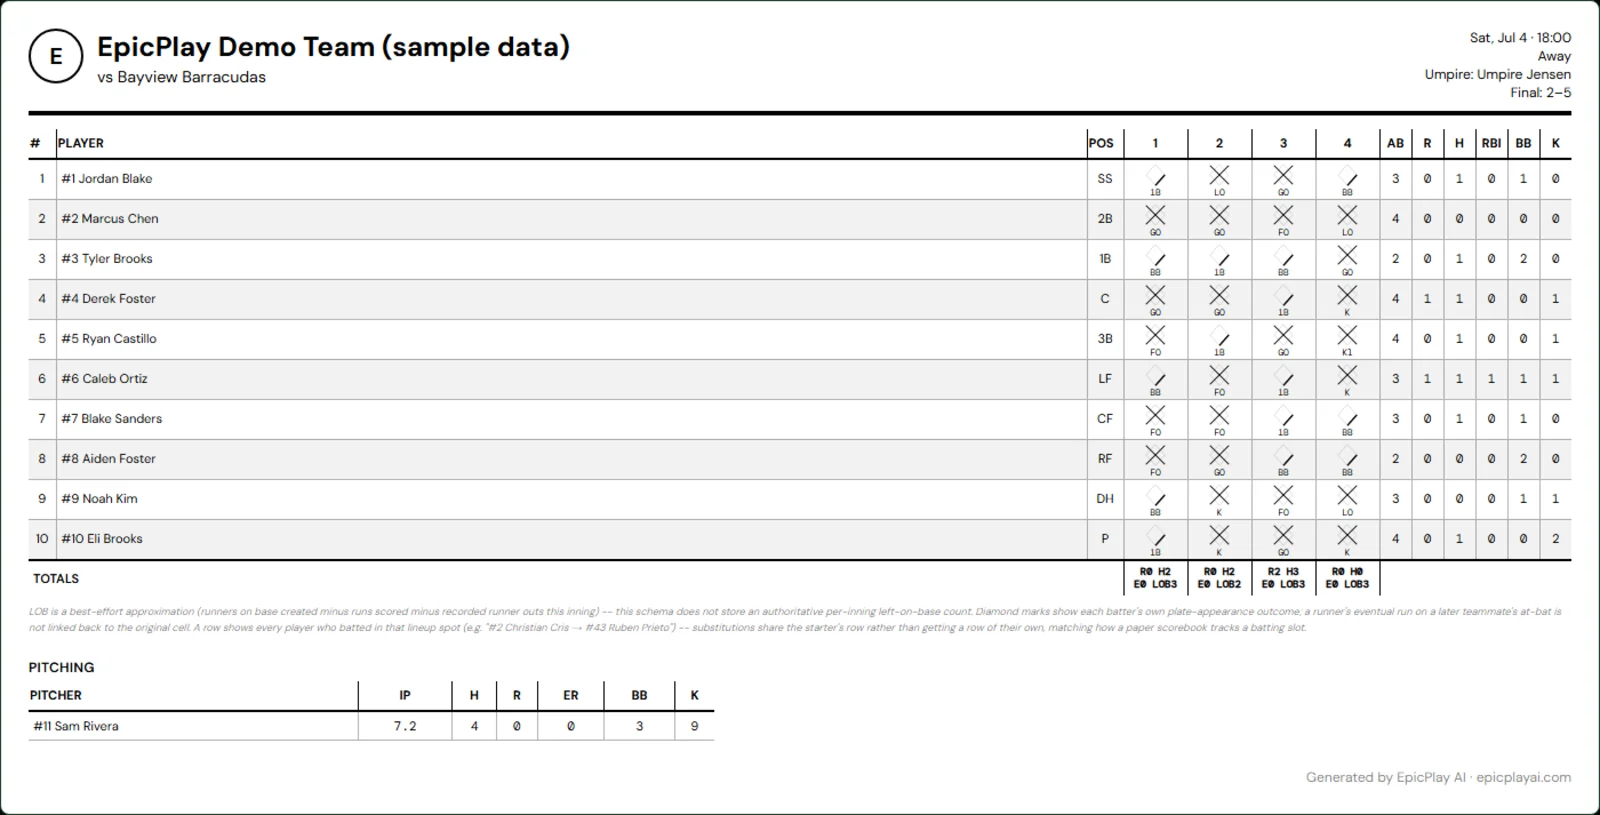 E
EpicPlay Demo Team (sample data)
vs Bayview Barracudas
Sat, Jul 4 · 18:00
Away
Umpire: Umpire Jensen
Final: 2–5
# PLAYER POS 1 2 3 4 AB R H RBI BB K
1 #1 Jordan Blake SS 1B LO GO BB 3 0 1 0 1 0
2 #2 Marcus Chen 2B GO GO FO LO 4 0 0 0 0 0
3 #3 Tyler Brooks 1B BB 1B BB GO 2 0 1 0 2 0
4 #4 Derek Foster C GO GO 1B K 4 1 1 0 0 1
5 #5 Ryan Castillo 3B FO 1B GO K1 4 0 1 0 0 1
6 #6 Caleb Ortiz LF BB FO 1B K 3 1 1 1 1 1
7 #7 Blake Sanders CF FO FO 1B BB 3 0 1 0 1 0
8 #8 Aiden Foster RF FO GO BB BB 2 0 0 0 2 0
9 #9 Noah Kim DH BB K FO LO 3 0 0 0 1 1
10 #10 Eli Brooks P 1B K GO K 4 0 1 0 0 2
TOTALS R0 H2 R0 H2 R2 H3 R0 H0
E0 LOB3 E0 LOB2 E0 LOB3 E0 LOB3
LOB is a best-effort approximation (runners on base created minus runs scored minus recorded runner outs this inning) -- this schema does not store an authoritative per-inning left-on-base count. Diamond marks show each batter's own plate-appearance outcome; a runner's eventual run on a later teammate's at-bat is
not linked back to the original cell. A row shows every player who batted in that lineup spot (e.g. "#2 Christian Cris → #43 Ruben Prieto") -- substitutions share the starter's row rather than getting a row of their own, matching how a paper scorebook tracks a batting slot.
PITCHING
PITCHER IP H R ER BB K
#11 Sam Rivera 7.2 4 0 0 3 9
Generated by EpicPlay AI · epicplayai.com